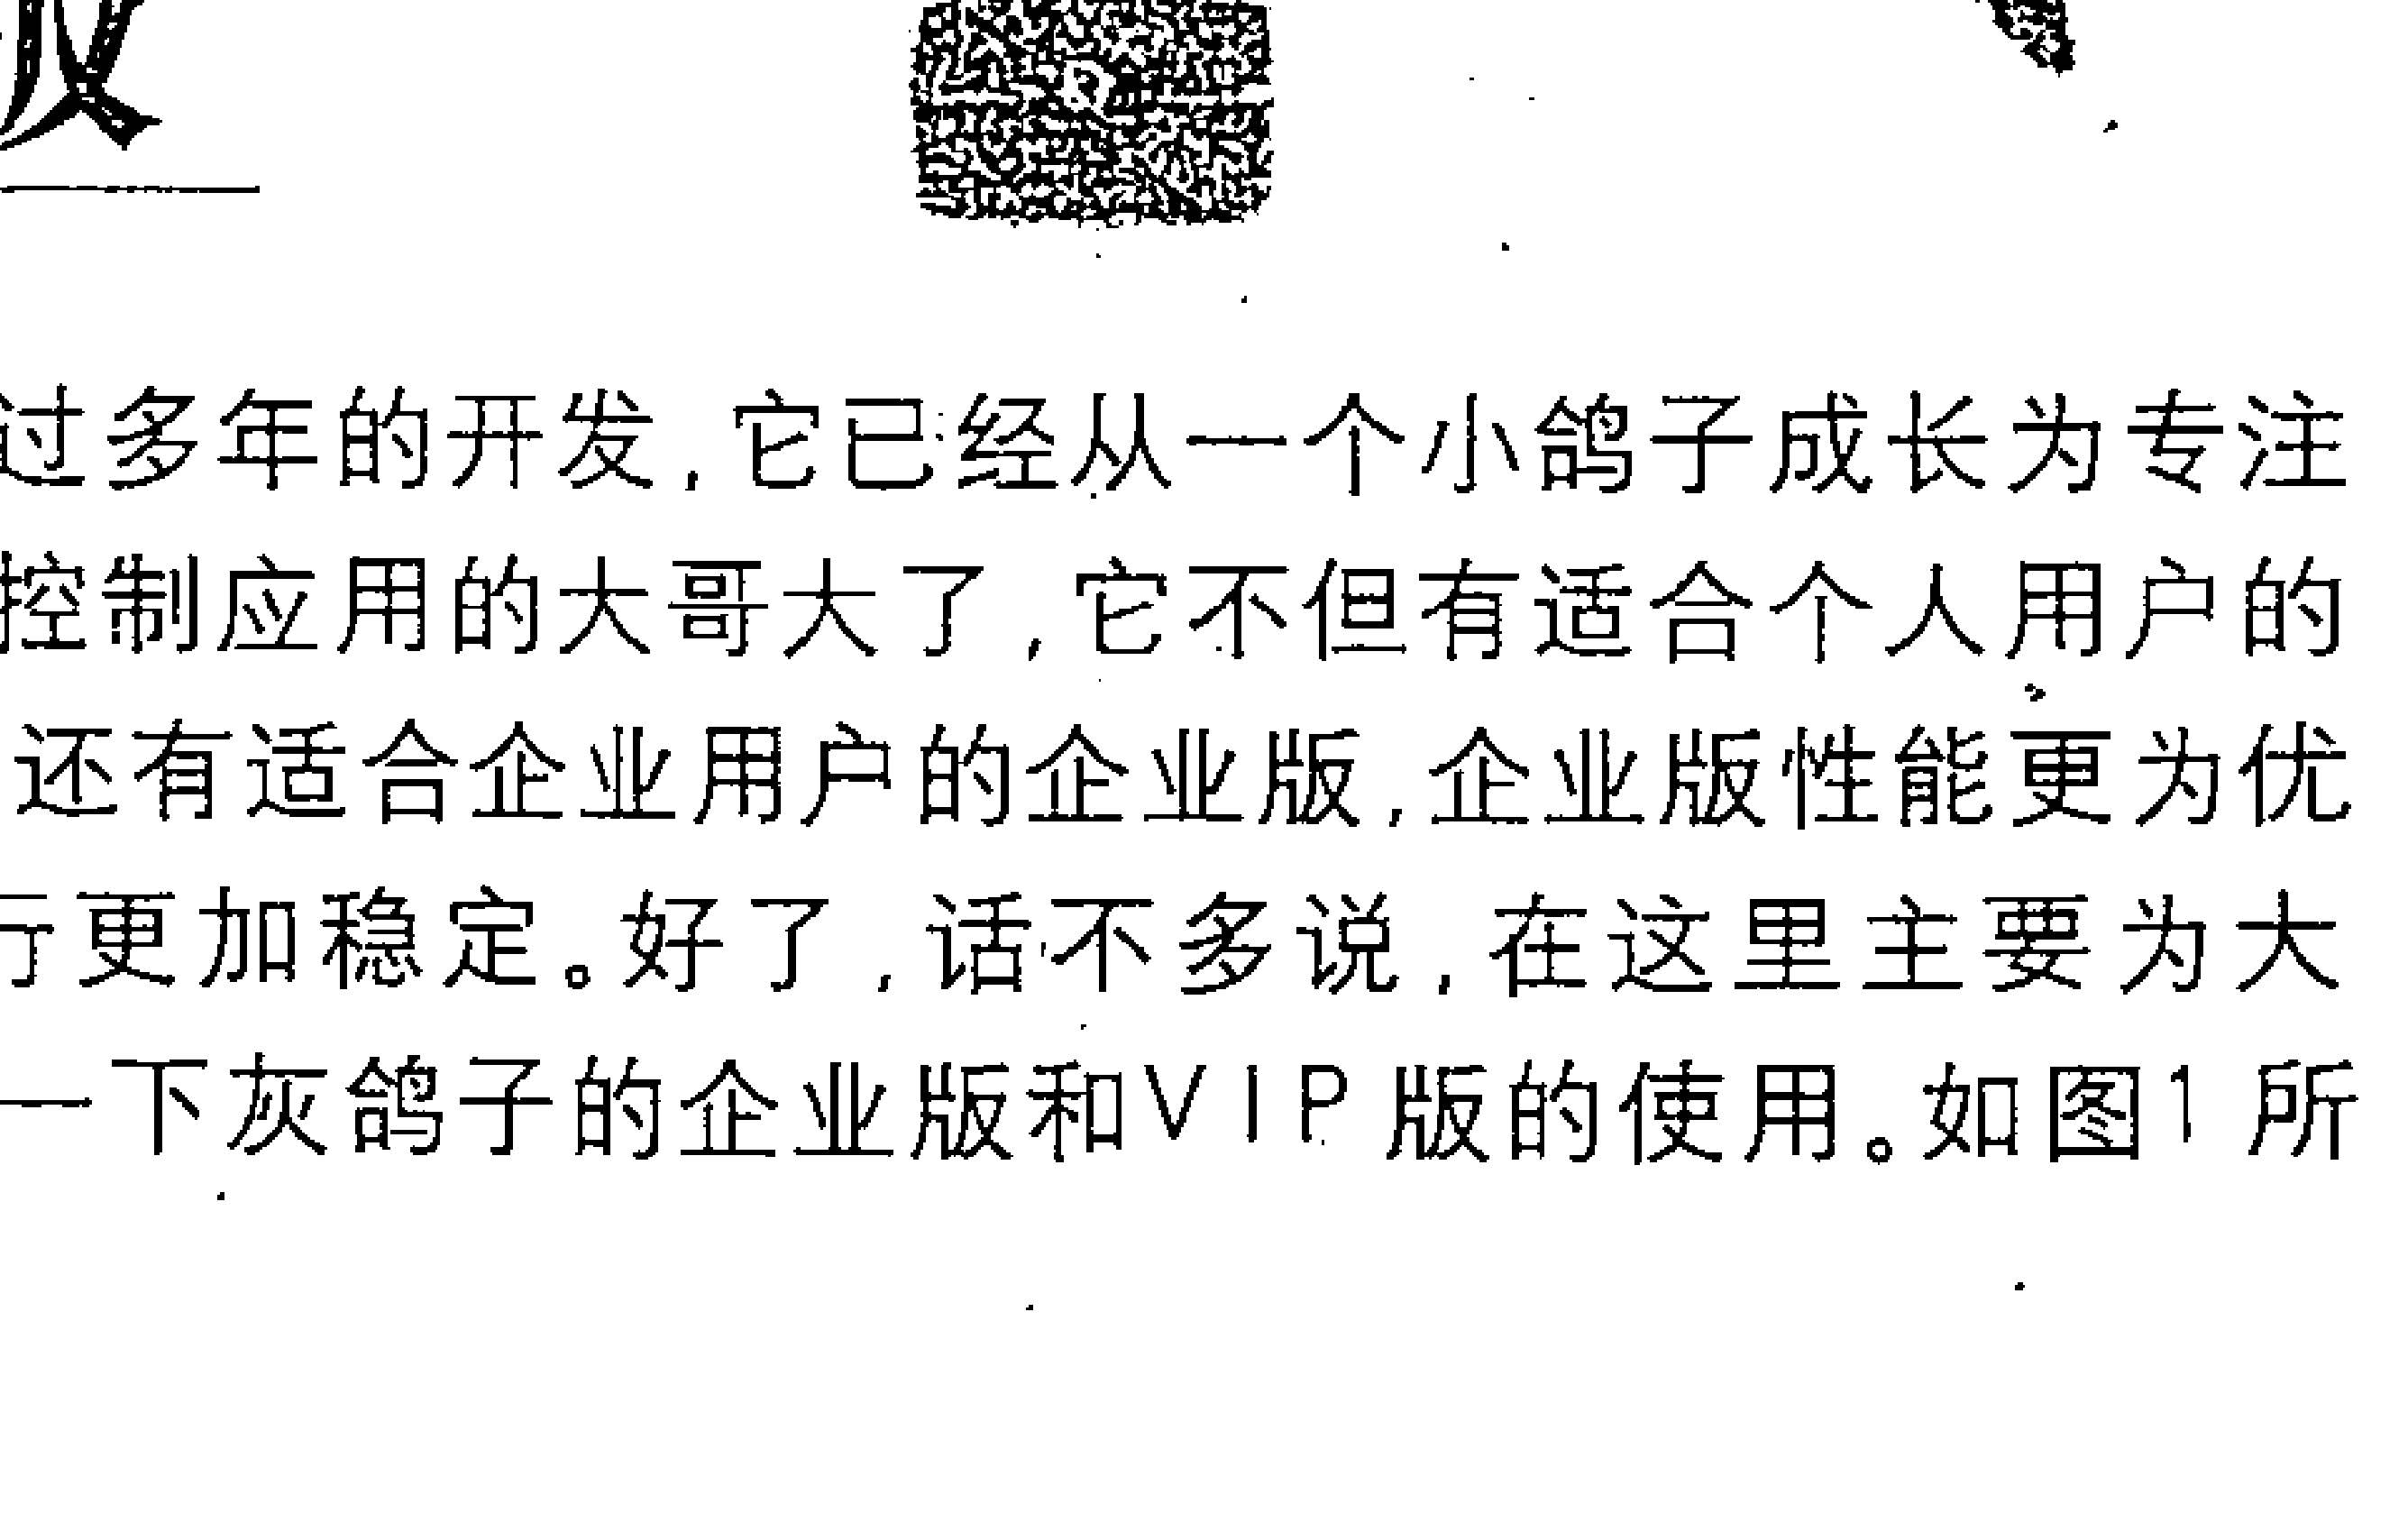 过多年的开发,它已经从一个小鸽子成长为专注
控制应用的大哥大了,它不但有适合个人用户的
还有适合企业用户的企业版,企业版性能更为优
行更加稳定。好了,话不多说,在这里主要为大
一下灰鸽子的企业版和VIP版的使用。如图1所